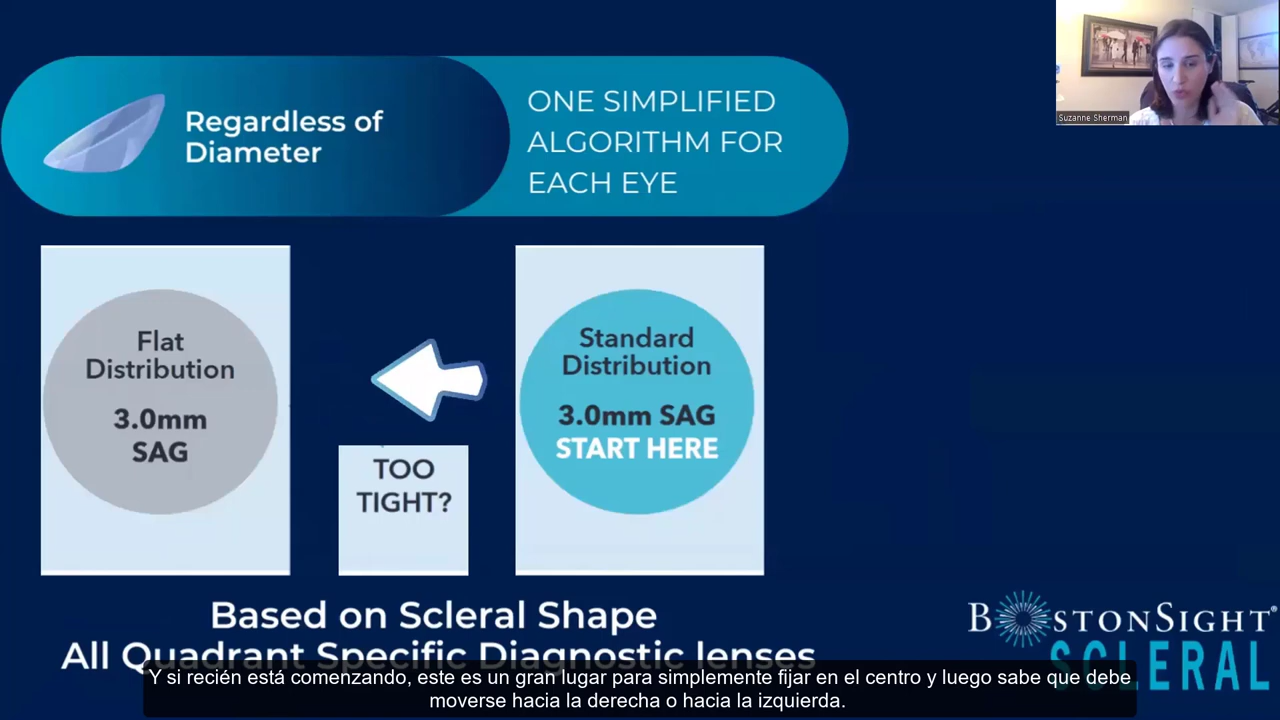 Regardless of
Diameter
ONE SIMPLIFIED
ALGORITHM FOR
EACH EYE
Suzanne Sherman
Flat
Distribution
3.0mm
SAG
TOO
TIGHT?
Standard
Distribution
3.0mm SAG
START HERE
Based on Scleral Shape
All Quadrant Specific Diagnostic lenses
BOSTONSIGHT®
SCLERAL
Y si recién está comenzando, este es un gran lugar para simplemente fijar en el centro y luego sabe que debe
moverse hacia la derecha o hacia la izquierda.